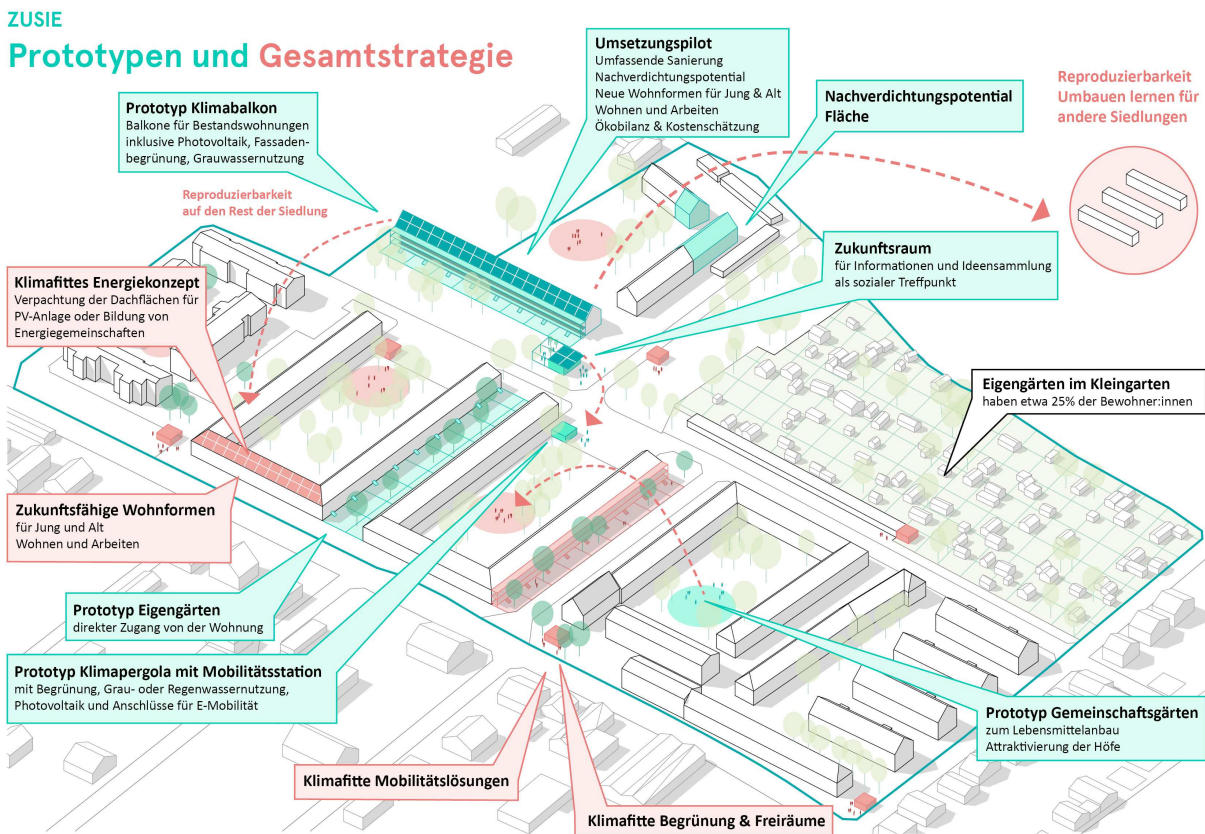 ZUSIE
Prototypen und Gesamtstrategie
Umsetzungspilot
Umfassende Sanierung
Nachverdichtungspotential
Neue Wohnformen für Jung & Alt
Wohnen und Arbeiten
Ökobilanz & Kostenschätzung
Reproduzierbarkeit
Umbauen lernen für
andere Siedlungen
Prototyp Klimabalkon
Balkone für Bestandswohnungen
inklusive Photovoltaik, Fassaden-
begrünung, Grauwassernutzung
Nachverdichtungspotential
Fläche
Reproduzierbarkeit
auf den Rest der Siedlung
Zukunftsraum
für Informationen und Ideensammlung
als sozialer Treffpunkt
Klimafittes Energiekonzept
Verpachtung der Dachflächen für
PV-Anlage oder Bildung von
Energiegemeinschaften
Eigengärten im Kleingarten
haben etwa 25% der Bewohner:innen
Zukunftsfähige Wohnformen
für Jung und Alt
Wohnen und Arbeiten
Prototyp Eigengärten
direkter Zugang von der Wohnung
Prototyp Klimapergola mit Mobilitätsstation
mit Begrünung, Grau- oder Regenwassernutzung,
Photovoltaik und Anschlüsse für E-Mobilität
Prototyp Gemeinschaftsgärten
zum Lebensmittelanbau
Attraktivierung der Höfe
Klimafitte Mobilitätslösungen
Klimafitte Begrünung & Freiräume